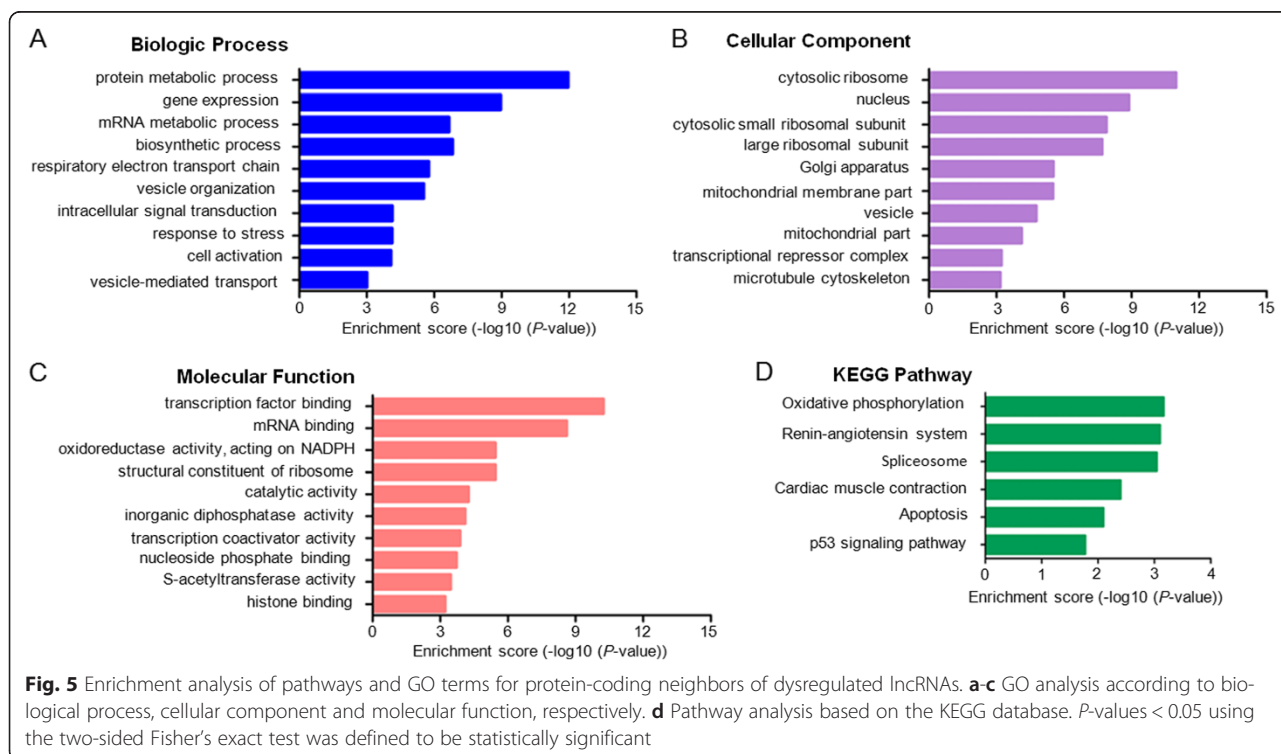 A
Biologic Process
protein metabolic process
gene expression
mRNA metabolic process
biosynthetic process
respiratory electron transport chain
vesicle organization
intracellular signal transduction
response to stress
cell activation
vesicle-mediated transport
0 3 6 9 12 15
Enrichment score (-log10 (P-value))
B
Cellular Component
cytosolic ribosome
nucleus
cytosolic small ribosomal subunit
large ribosomal subunit
Golgi apparatus
mitochondrial membrane part
vesicle
mitochondrial part
transcriptional repressor complex
microtubule cytoskeleton
0 3 6 9 12 15
Enrichment score (-log10 (P-value))
C
Molecular Function
transcription factor binding
mRNA binding
oxidoreductase activity, acting on NADPH
structural constituent of ribosome
catalytic activity
inorganic diphosphatase activity
transcription coactivator activity
nucleoside phosphate binding
S-acetyltransferase activity
histone binding
0 3 6 9 12 15
Enrichment score (-log10 (P-value))
D
KEGG Pathway
Oxidative phosphorylation
Renin-angiotensin system
Spliceosome
Cardiac muscle contraction
Apoptosis
p53 signaling pathway
0 1 2 3 4
Enrichment score (-log10 (P-value))
Fig. 5 Enrichment analysis of pathways and GO terms for protein-coding neighbors of dysregulated lncRNAs. a-c GO analysis according to bio-
logical process, cellular component and molecular function, respectively. d Pathway analysis based on the KEGG database. P-values < 0.05 using
the two-sided Fisher's exact test was defined to be statistically significant